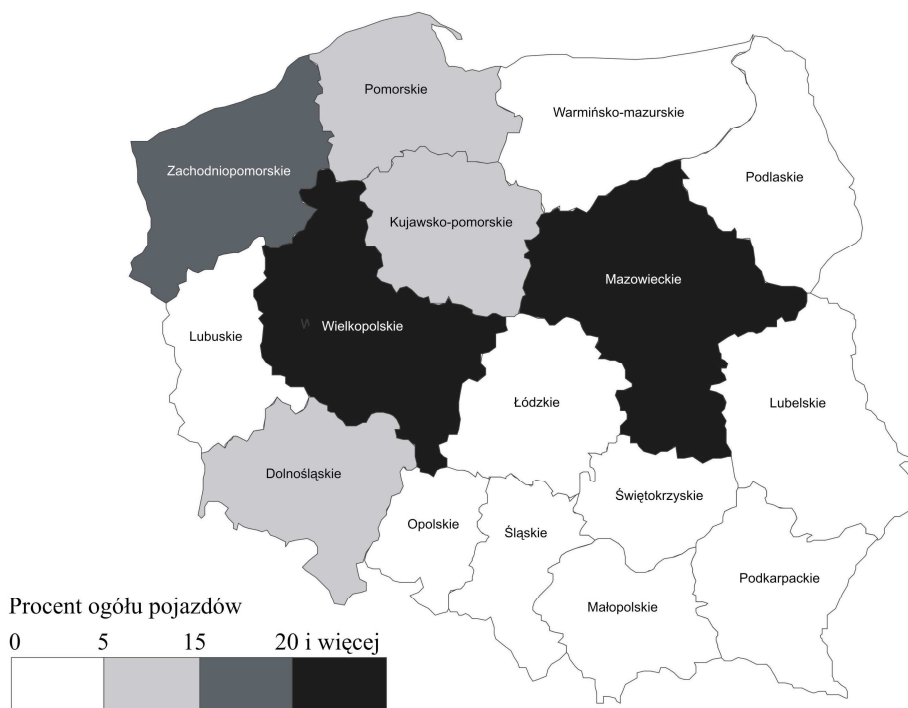 Pomorskie
Warmińsko-mazurskie
Zachodniopomorskie
Podlaskie
Kujawsko-pomorskie
Mazowieckie
W Wielkopolskie
Lubuskie
Łódzkie
Lubelskie
Dolnośląskie
Świętokrzyskie
Opolskie
Śląskie
Podkarpackie
Małopolskie
Procent ogółu pojazdów
0 5 15 20 i więcej